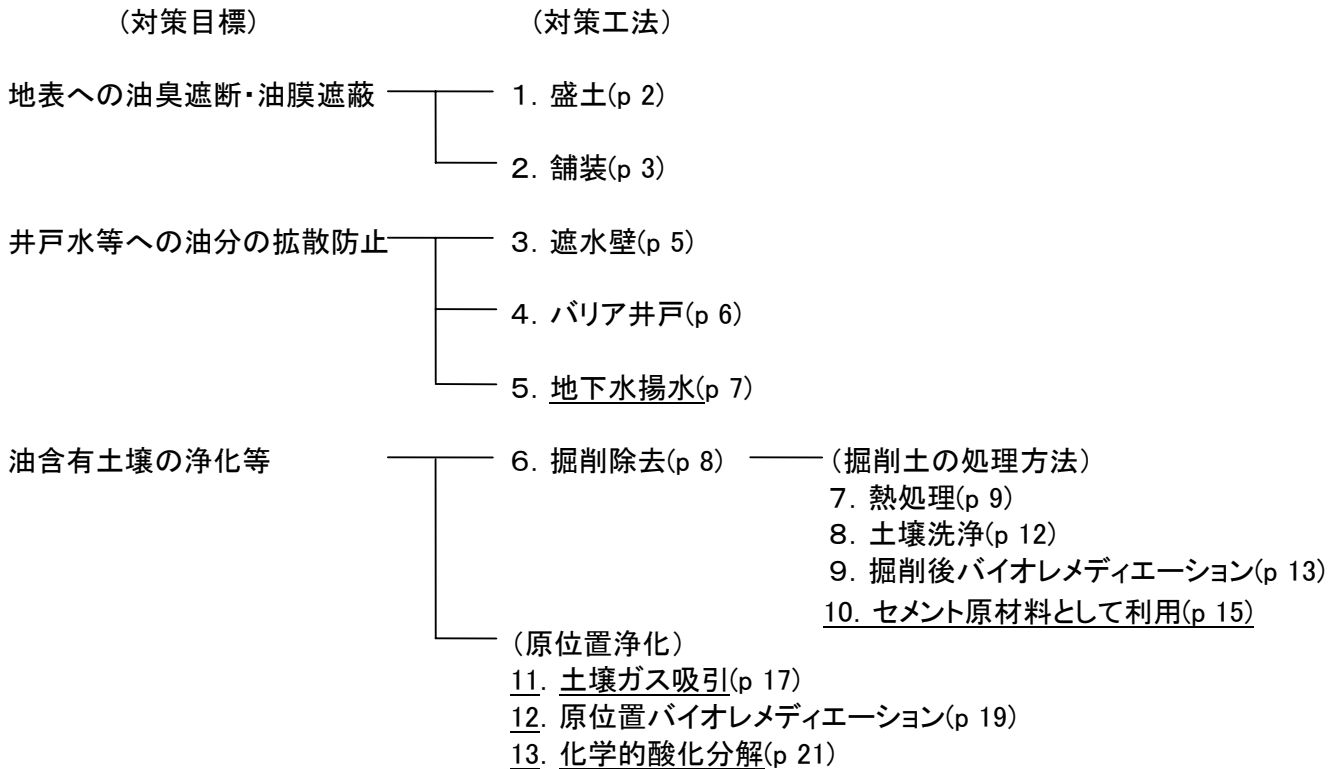 (対策目標) (対策工法)
地表への油臭遮断・油膜遮蔽 1. 盛土(p 2)
2. 舗装(p 3)
井戸水等への油分の拡散防止 3. 遮水壁(p 5)
4. バリア井戸(p 6)
5. 地下水揚水(p 7)
油含有土壌の浄化等 6. 掘削除去(p 8) (掘削土の処理方法)
7. 熱処理(p 9)
8. 土壌洗浄(p 12)
9. 掘削後バイオレメディエーション(p 13)
10. セメント原材料として利用(p 15)
(原位置浄化)
11. 土壌ガス吸引(p 17)
12. 原位置バイオレメディエーション(p 19)
13. 化学的酸化分解(p 21)